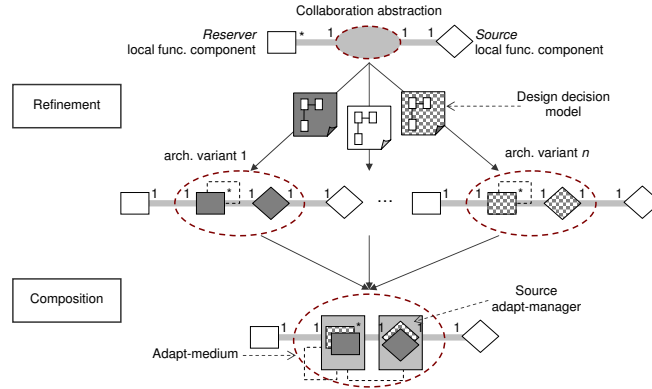 Collaboration abstraction
Reserver
local func. component
* 1 1 1
Source
local func. component
Refinement
Design decision
model
arch. variant 1
arch. variant n
1 1 * 1 1 1
...
1 1 * 1 1 1
Composition
Source
adapt-manager
1 1 * 1 1 1
Adapt-medium